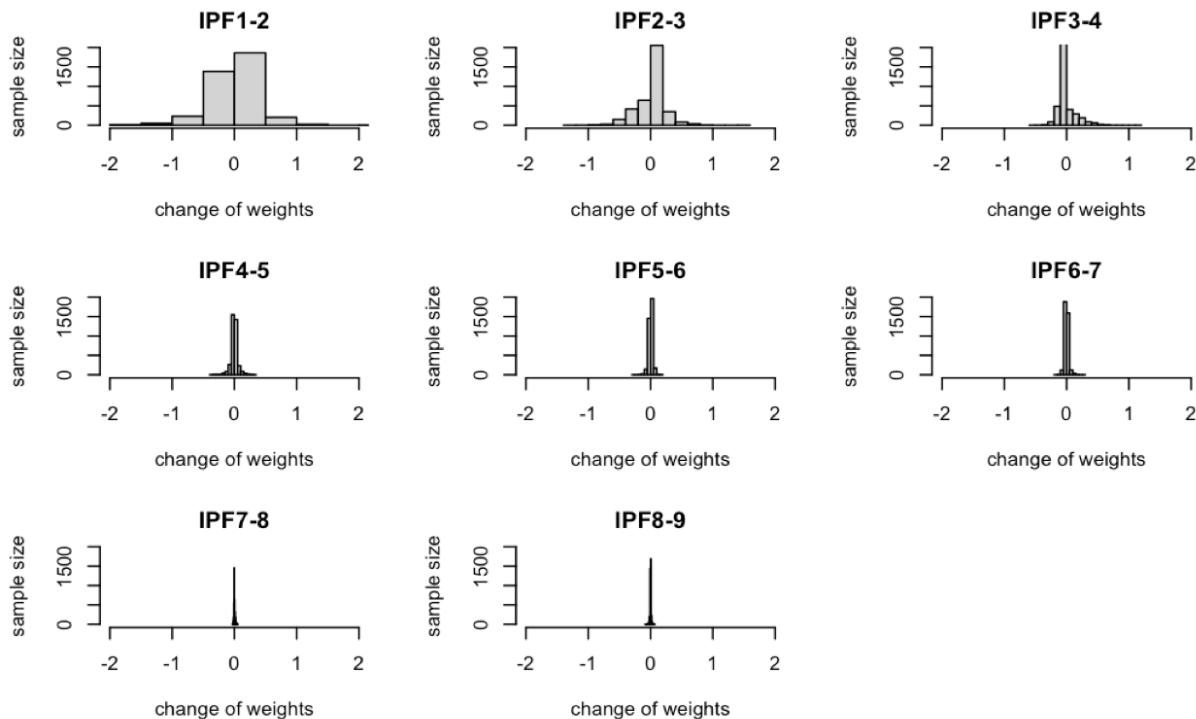 IPF1-2
sample size
0 1500
-2 -1 0 1 2
change of weights
IPF2-3
sample size
0 1500
-2 -1 0 1 2
change of weights
IPF3-4
sample size
0 1500
-2 -1 0 1 2
change of weights
IPF4-5
sample size
0 1500
-2 -1 0 1 2
change of weights
IPF5-6
sample size
0 1500
-2 -1 0 1 2
change of weights
IPF6-7
sample size
0 1500
-2 -1 0 1 2
change of weights
IPF7-8
sample size
0 1500
-2 -1 0 1 2
change of weights
IPF8-9
sample size
0 1500
-2 -1 0 1 2
change of weights